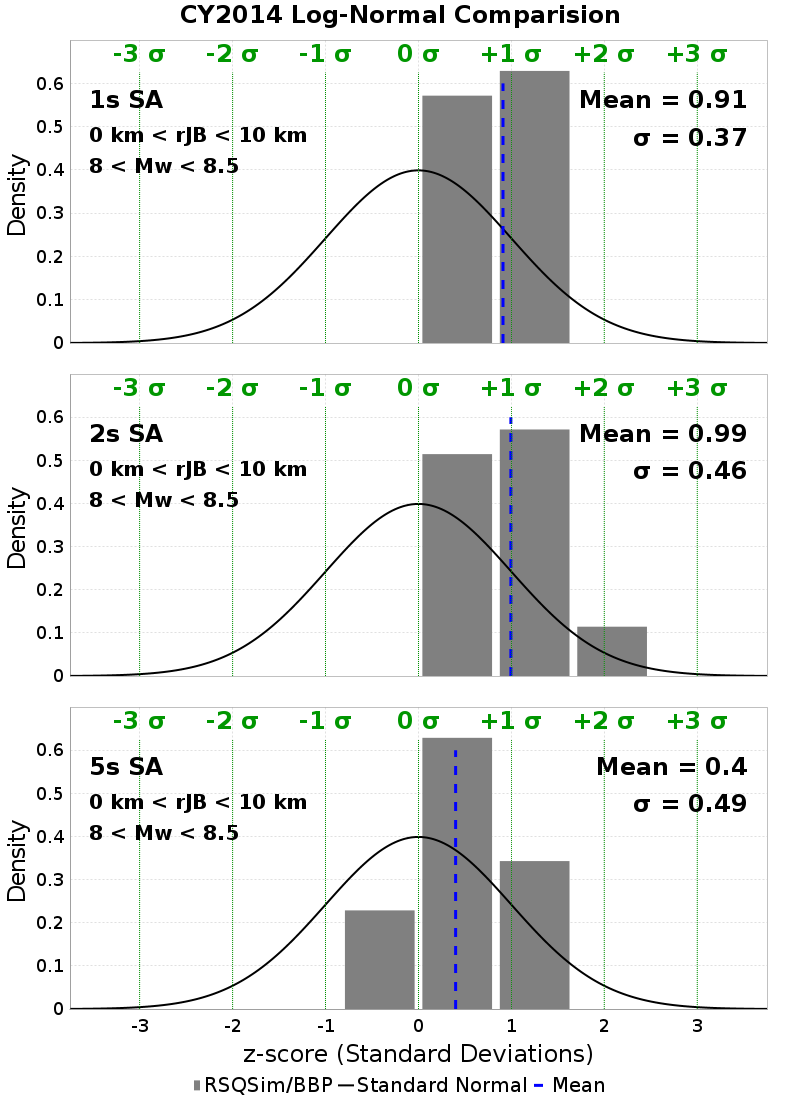 CY2014 Log-Normal Comparision
-3 σ -2 σ -1 σ 0 σ +1 σ +2 σ +3 σ
1s SA
Mean = 0.91
0 km < rJB < 10 km
σ = 0.37
8 < Mw < 8.5
Density
0.6
0.5
0.4
0.3
0.2
0.1
0
-3 σ -2 σ -1 σ 0 σ +1 σ +2 σ +3 σ
2s SA
Mean = 0.99
0 km < rJB < 10 km
σ = 0.46
8 < Mw < 8.5
Density
0.6
0.5
0.4
0.3
0.2
0.1
0
-3 σ -2 σ -1 σ 0 σ +1 σ +2 σ +3 σ
5s SA
Mean = 0.4
0 km < rJB < 10 km
σ = 0.49
8 < Mw < 8.5
Density
0.6
0.5
0.4
0.3
0.2
0.1
0
-3 -2 -1 0 1 2 3
z-score (Standard Deviations)
RSQSim/BBP Standard Normal Mean